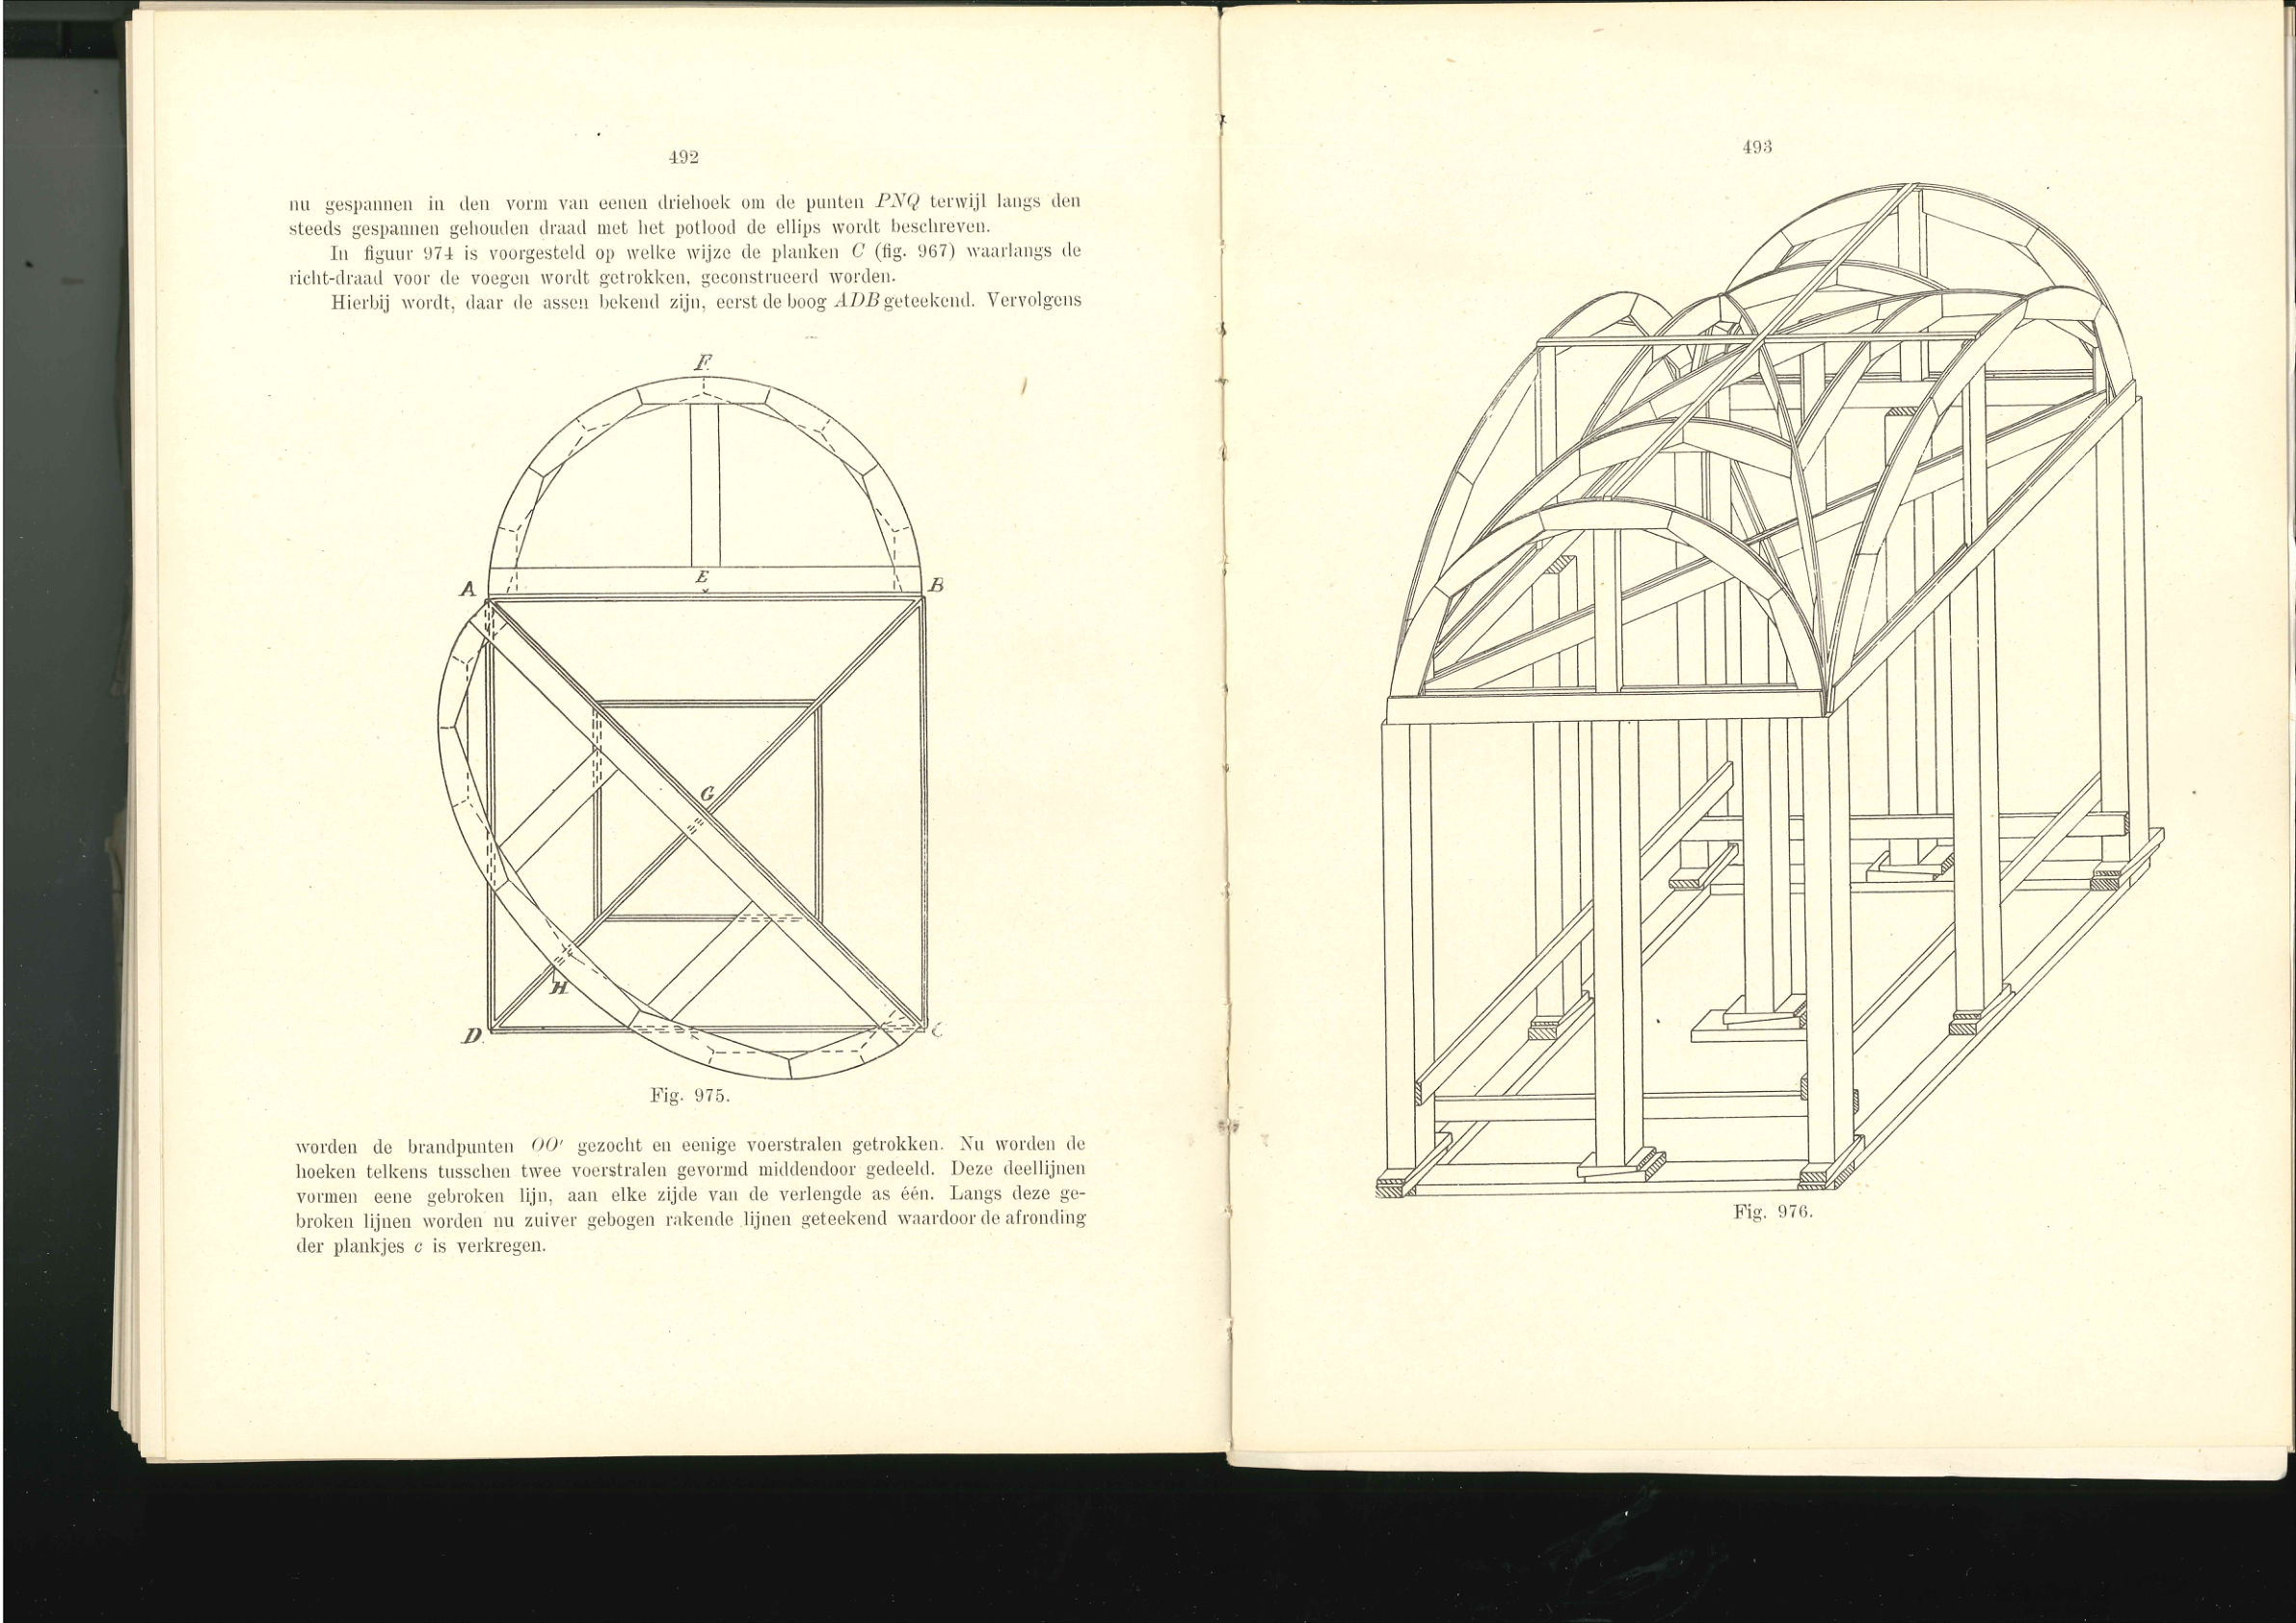 492
nu gespannen in den vorm van eenen driehoek om de punten PNQ terwijl langs den
steeds gespannen gehouden draad met het potlood de ellips wordt beschreven.
In figuur 974 is voorgesteld op welke wijze de planken C (fig. 967) waarlangs de
richt-draad voor de voegen wordt getrokken, geconstrueerd worden.
Hierbij wordt, daar de assen bekend zijn, eerst de boog ADB geteekend. Vervolgens
F
E
A
B
G
H
D
C
Fig. 975.
worden de brandpunten OO' gezocht en eenige voerstralen getrokken. Nu worden de
hoeken telkens tusschen twee voerstralen gevormd middendoor gedeeld. Deze deellijnen
vormen eene gebroken lijn, aan elke zijde van de verlengde as één. Langs deze ge-
broken lijnen worden nu zuiver gebogen rakende lijnen geteekend waardoor de afronding
der plankjes c is verkregen.
493
Fig. 976.